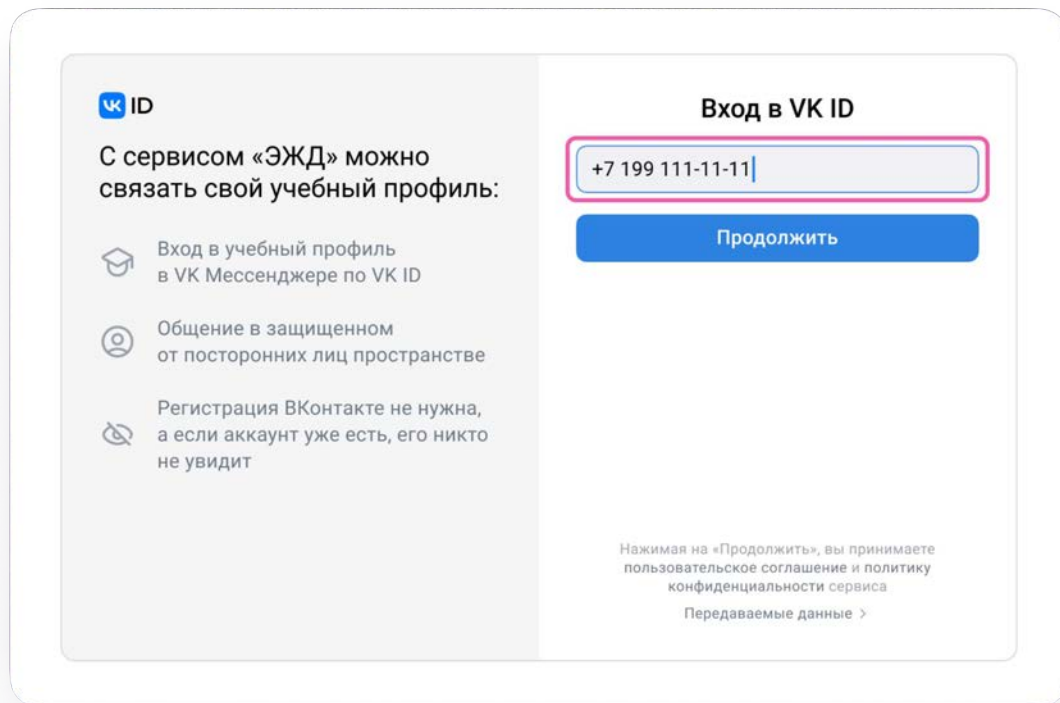 VK ID
С сервисом «ЭЖД» можно
связать свой учебный профиль:
Вход в учебный профиль
в VK Мессенджере по VK ID
Общение в защищенном
от посторонних лиц пространстве
Регистрация ВКонтакте не нужна,
а если аккаунт уже есть, его никто
не увидит
Вход в VK ID
+7 199 111-11-11
Продолжить
Нажимая на «Продолжить», вы принимаете
пользовательское соглашение и политику
конфиденциальности сервиса
Передаваемые данные >